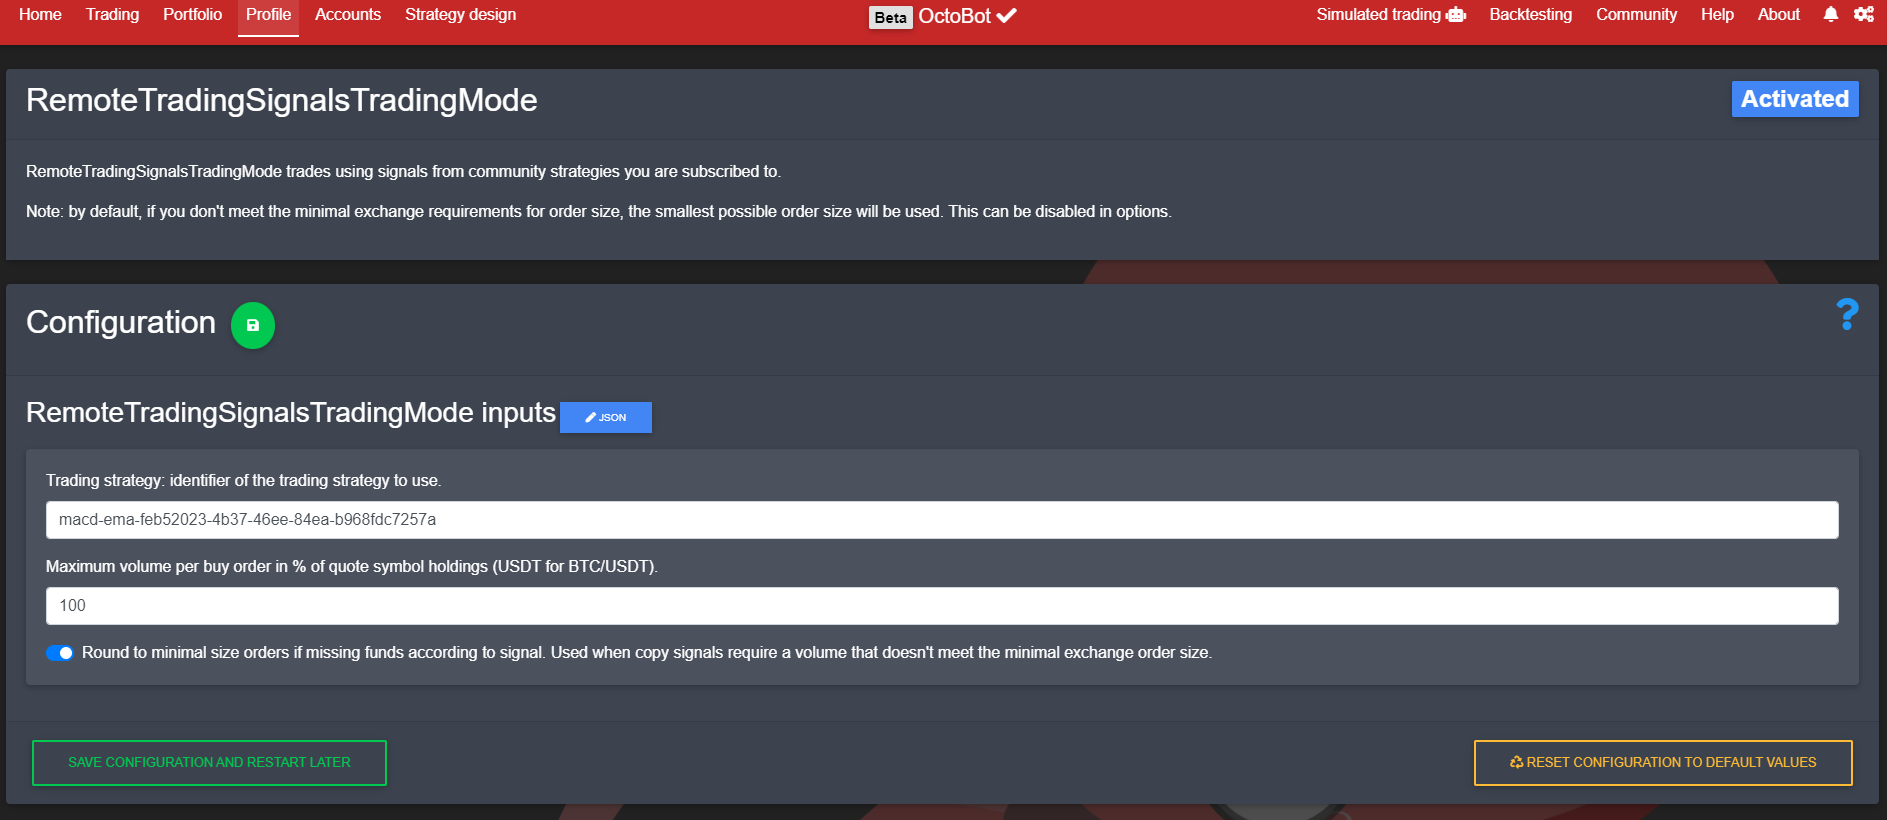 Home Trading Portfolio Profile Accounts Strategy design Beta OctoBot Simulated trading Backtesting Community Help About
RemoteTradingSignalsTradingMode Activated
RemoteTradingSignalsTradingMode trades using signals from community strategies you are subscribed to.
Note: by default, if you don't meet the minimal exchange requirements for order size, the smallest possible order size will be used. This can be disabled in options.
Configuration
RemoteTradingSignalsTradingMode inputs JSON
Trading strategy: identifier of the trading strategy to use.
macd-ema-feb52023-4b37-46ee-84ea-b968fdc7257a
Maximum volume per buy order in % of quote symbol holdings (USDT for BTC/USDT).
100
Round to minimal size orders if missing funds according to signal. Used when copy signals require a volume that doesn't meet the minimal exchange order size.
SAVE CONFIGURATION AND RESTART LATER RESET CONFIGURATION TO DEFAULT VALUES